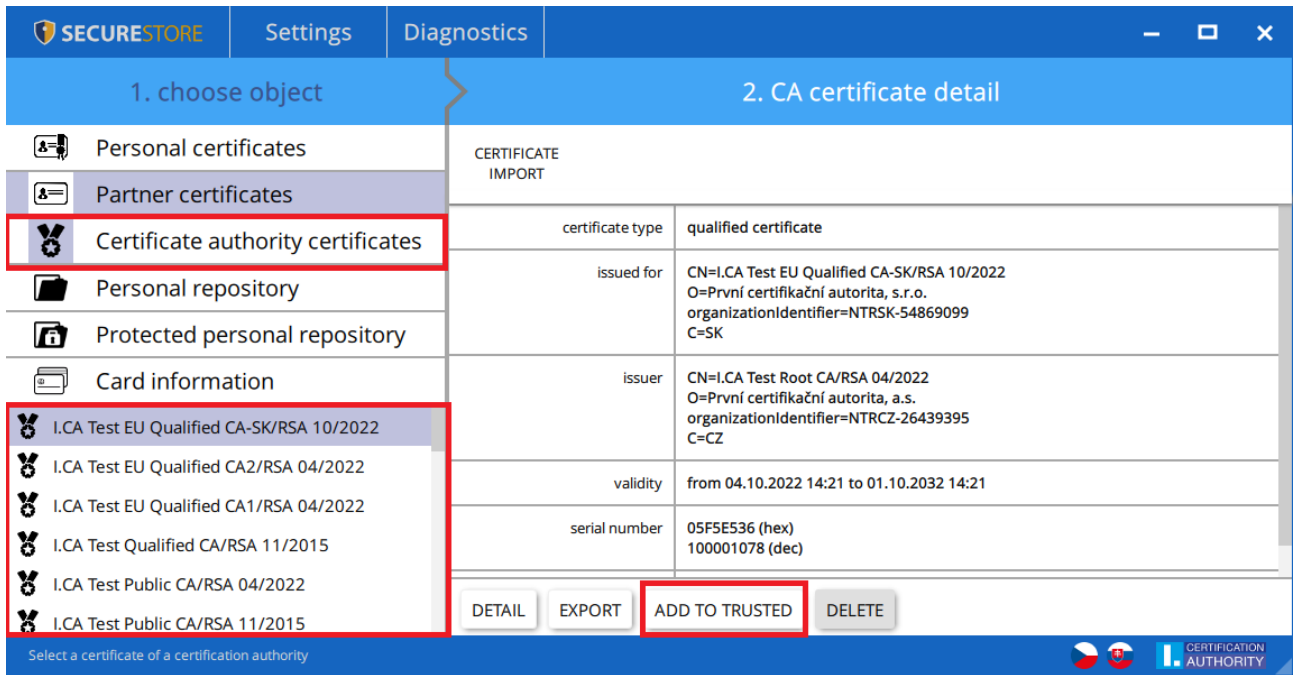 SECURESTORE Settings Diagnostics
1. choose object
2. CA certificate detail
Personal certificates
Partner certificates
Certificate authority certificates
Personal repository
Protected personal repository
Card information
I.CA Test EU Qualified CA-SK/RSA 10/2022
I.CA Test EU Qualified CA2/RSA 04/2022
I.CA Test EU Qualified CA1/RSA 04/2022
I.CA Test Qualified CA/RSA 11/2015
I.CA Test Public CA/RSA 04/2022
I.CA Test Public CA/RSA 11/2015
CERTIFICATE
IMPORT
certificate type qualified certificate
issued for CN=I.CA Test EU Qualified CA-SK/RSA 10/2022
O=První certifikační autorita, s.r.o.
organizationIdentifier=NTRSK-54869099
C=SK
issuer CN=I.CA Test Root CA/RSA 04/2022
O=První certifikační autorita, a.s.
organizationIdentifier=NTRCZ-26439395
C=CZ
validity from 04.10.2022 14:21 to 01.10.2032 14:21
serial number 05F5E536 (hex)
100001078 (dec)
DETAIL EXPORT ADD TO TRUSTED DELETE
Select a certificate of a certification authority
I. CERTIFICATION
AUTHORITY